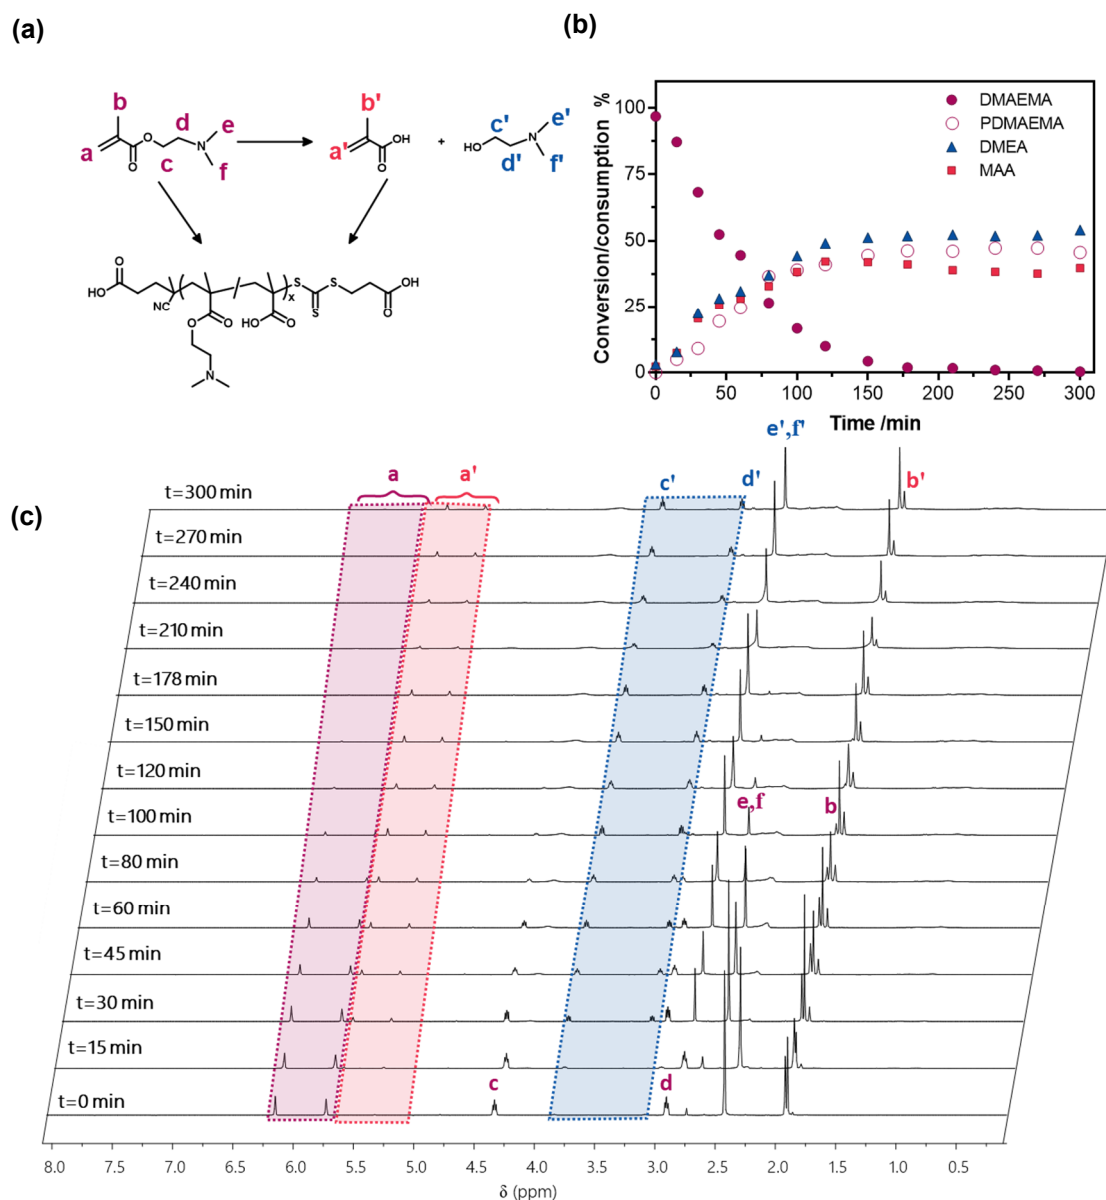 (a)
b
d
e
a
O
N
O
c
f
b'
a'
OH
O
+
c'
e'
HO
N
d'
f'
O
HO
NC
O
O
N
HO
O
x
S
S
S
O
OH
(b)
Conversion/consumption %
100
75
50
25
0
DMAEMA
PDMAEMA
DMEA
MAA
0
50
100
150
200
250
300
Time /min
(c)
a
a'
c'
d'
e',f'
b'
t=300 min
t=270 min
t=240 min
t=210 min
t=178 min
t=150 min
t=120 min
t=100 min
e,f
b
t=80 min
t=60 min
t=45 min
t=30 min
t=15 min
t=0 min
c
d
8.0 7.0 6.0 5.5 5.0 4.5 4.0 3.5 3.0 2.5 2.0 1.5 1.0 0.5
δ (ppm)